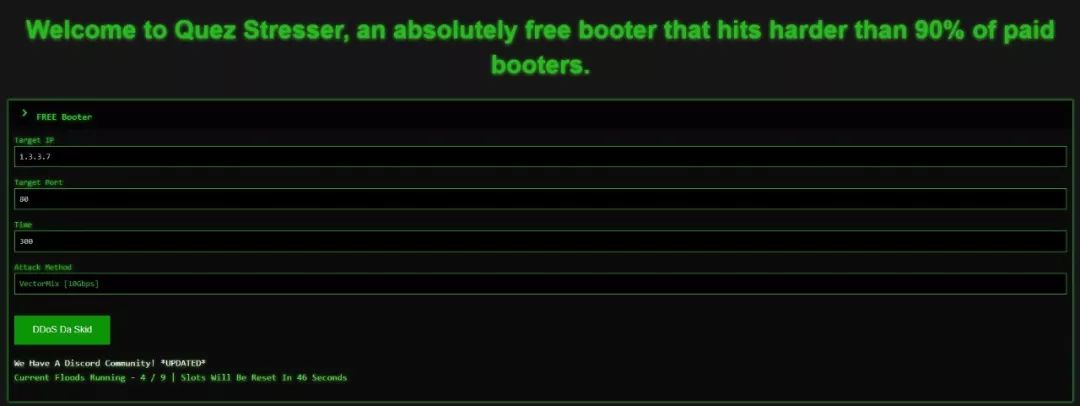 Welcome to Quez Stresser, an absolutely free booter that hits harder than 90% of paid
booters.
FREE Booter
Target IP
1.3.3.7
Target Port
80
Time
300
Attack Method
VectorMix [10Gbps]
DDoS Da Skid
We Have A Discord Community! *UPDATED*
Current Floods Running - 4 / 9 | Slots Will Be Reset In 46 Seconds